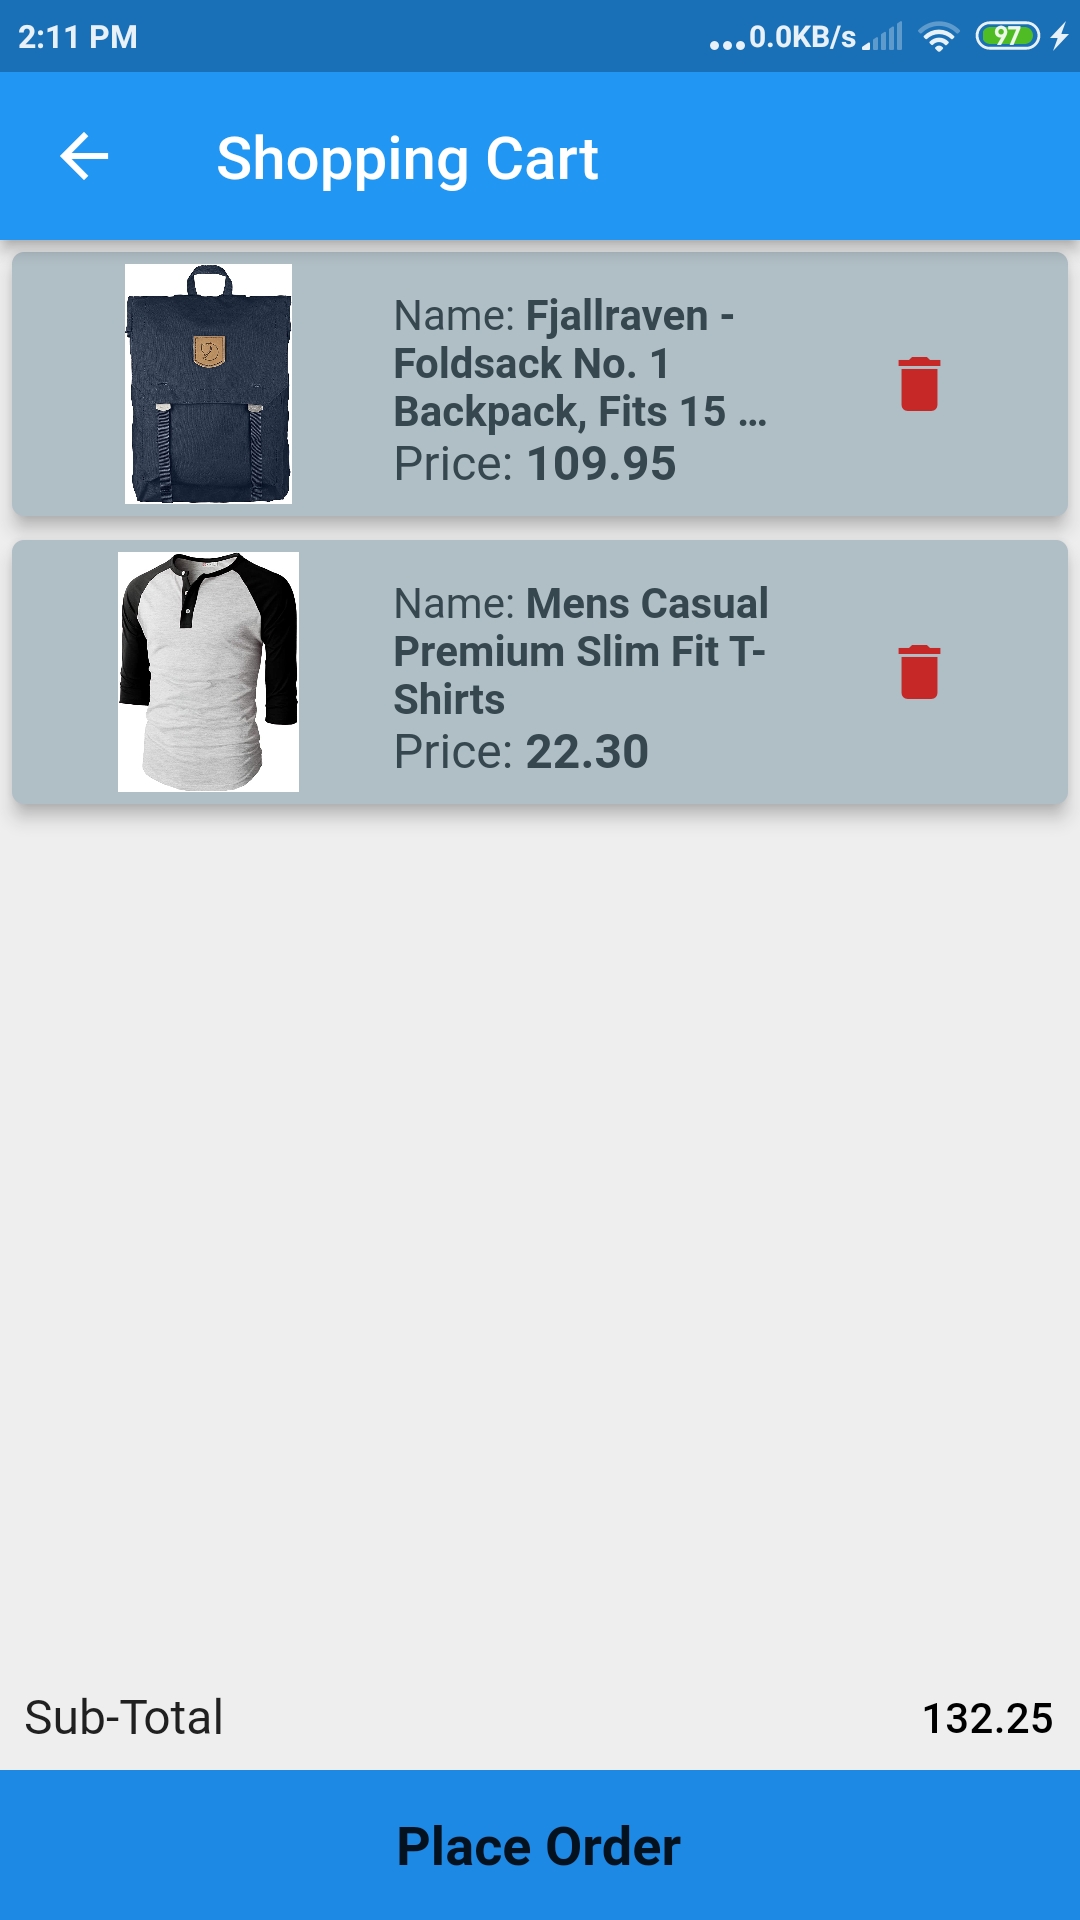 2:11 PM
...0.0KB/s
97
Shopping Cart
Name: Fjallraven -
Foldsack No. 1
Backpack, Fits 15 ...
Price: 109.95
Name: Mens Casual
Premium Slim Fit T-
Shirts
Price: 22.30
Sub-Total 132.25
Place Order